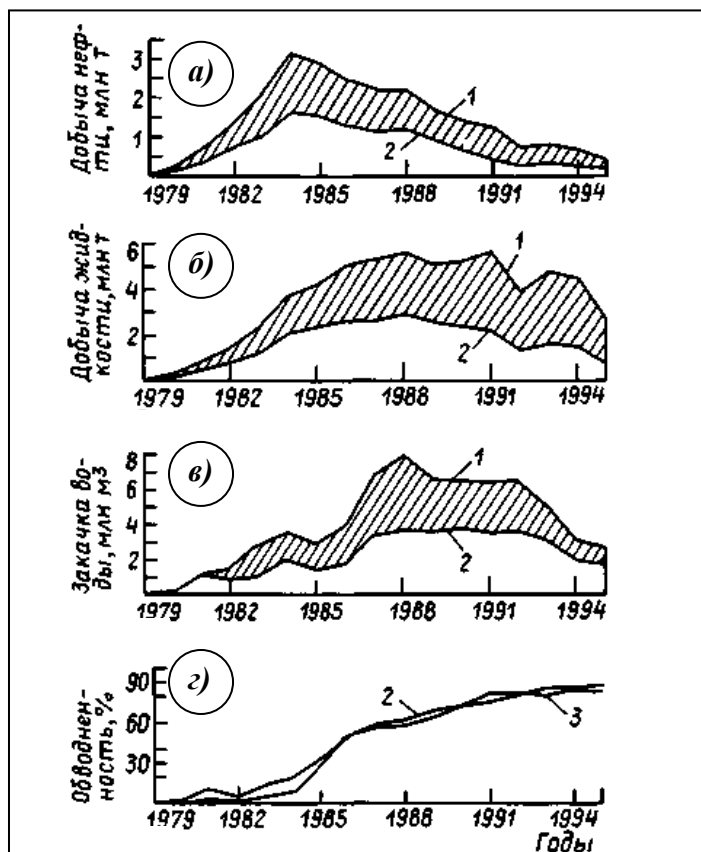 а)
Добыча неф-
ти, млн т
3
2
1
1
2
1979 1982 1985 1988 1991 1994
б)
Добыча жид-
кости, млн т
6
4
2
1
2
1979 1982 1985 1988 1991 1994
в)
Закачка во-
ды, млн м³
8
6
4
2
1
2
1979 1982 1985 1988 1991 1994
г)
Обводнен-
ность, %
90
60
30
2
3
1979 1982 1985 1988 1991 1994
Годы